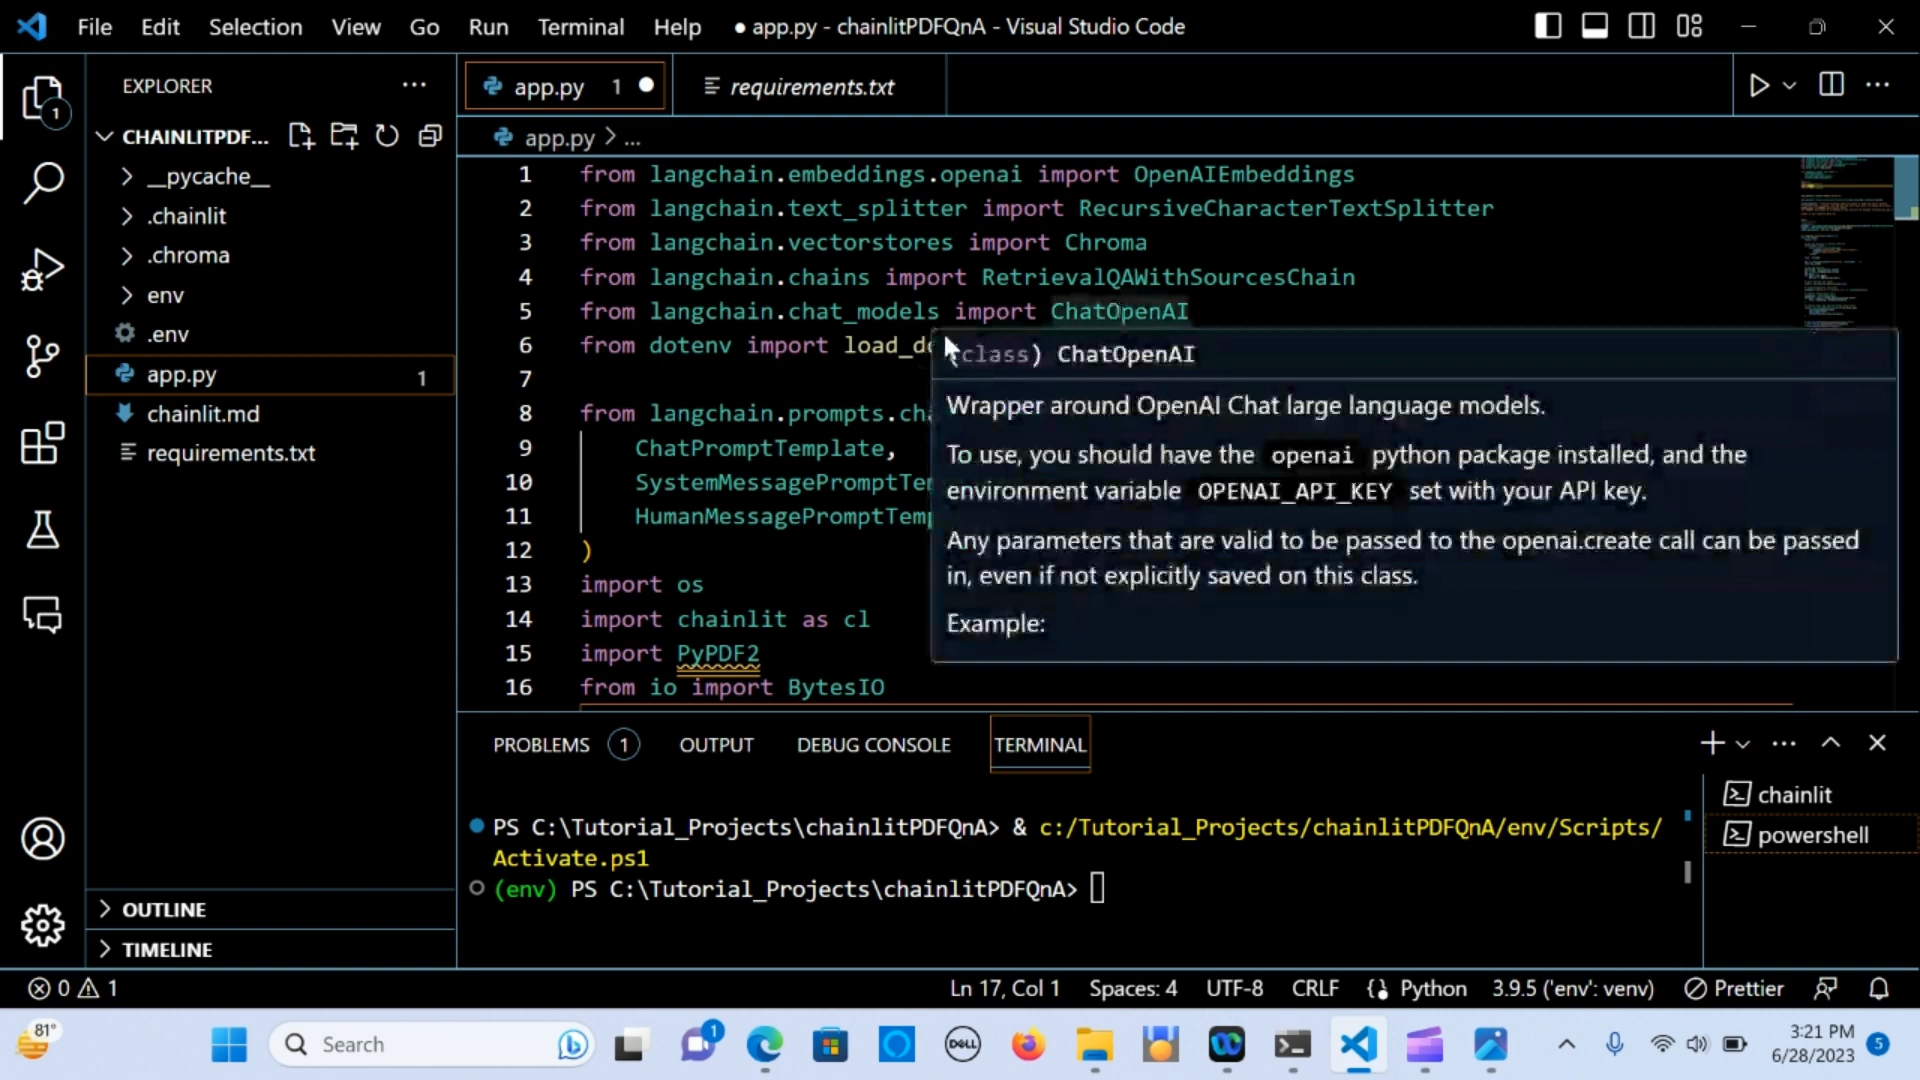 File Edit Selection View Go Run Terminal Help ● app.py - chainlitPDFQnA - Visual Studio Code
1
EXPLORER
CHAINLITPDF...
__pycache__
.chainlit
.chroma
env
.env
app.py 1
chainlit.md
requirements.txt
OUTLINE
TIMELINE
app.py 1
requirements.txt
app.py > ...
1 from langchain.embeddings.openai import OpenAIEmbeddings
2 from langchain.text_splitter import RecursiveCharacterTextSplitter
3 from langchain.vectorstores import Chroma
4 from langchain.chains import RetrievalQAWithSourcesChain
5 from langchain.chat_models import ChatOpenAI
6 from dotenv import load_do
7
8 from langchain.prompts.cha
9 ChatPromptTemplate,
10 SystemMessagePromptTem
11 HumanMessagePromptTemp
12 )
13 import os
14 import chainlit as cl
15 import PyPDF2
16 from io import BytesIO
(class) ChatOpenAI
Wrapper around OpenAI Chat large language models.
To use, you should have the openai python package installed, and the
environment variable OPENAI_API_KEY set with your API key.
Any parameters that are valid to be passed to the openai.create call can be passed
in, even if not explicitly saved on this class.
Example:
PROBLEMS 1 OUTPUT DEBUG CONSOLE TERMINAL
PS C:\Tutorial_Projects\chainlitPDFQnA> & c:/Tutorial_Projects/chainlitPDFQnA/env/Scripts/
Activate.ps1
(env) PS C:\Tutorial_Projects\chainlitPDFQnA>
chainlit
powershell
0 1 Ln 17, Col 1 Spaces: 4 UTF-8 CRLF Python 3.9.5 ('env': venv) Prettier
81°
Search
1
DELL
3:21 PM
6/28/2023
5